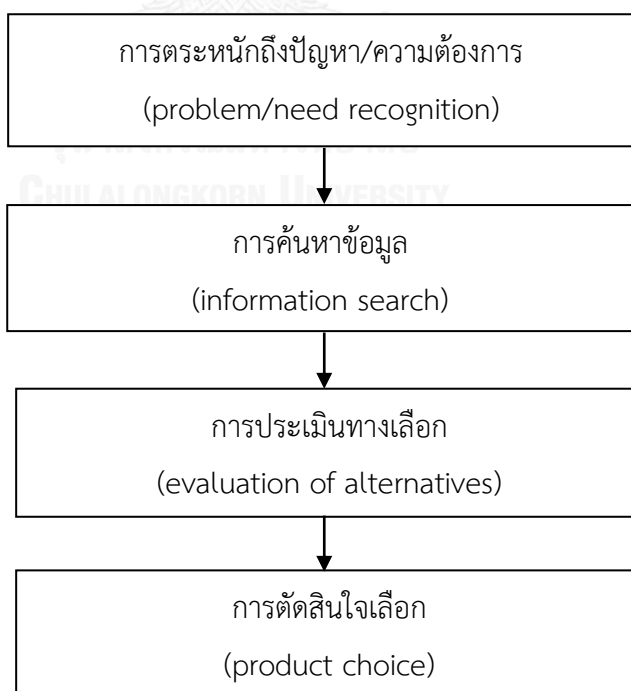 การตระหนักถึงปัญหา/ความต้องการ
(problem/need recognition)
CHULALONGKORN UNIVERSITY
การค้นหาข้อมูล
(information search)
การประเมินทางเลือก
(evaluation of alternatives)
การตัดสินใจเลือก
(product choice)